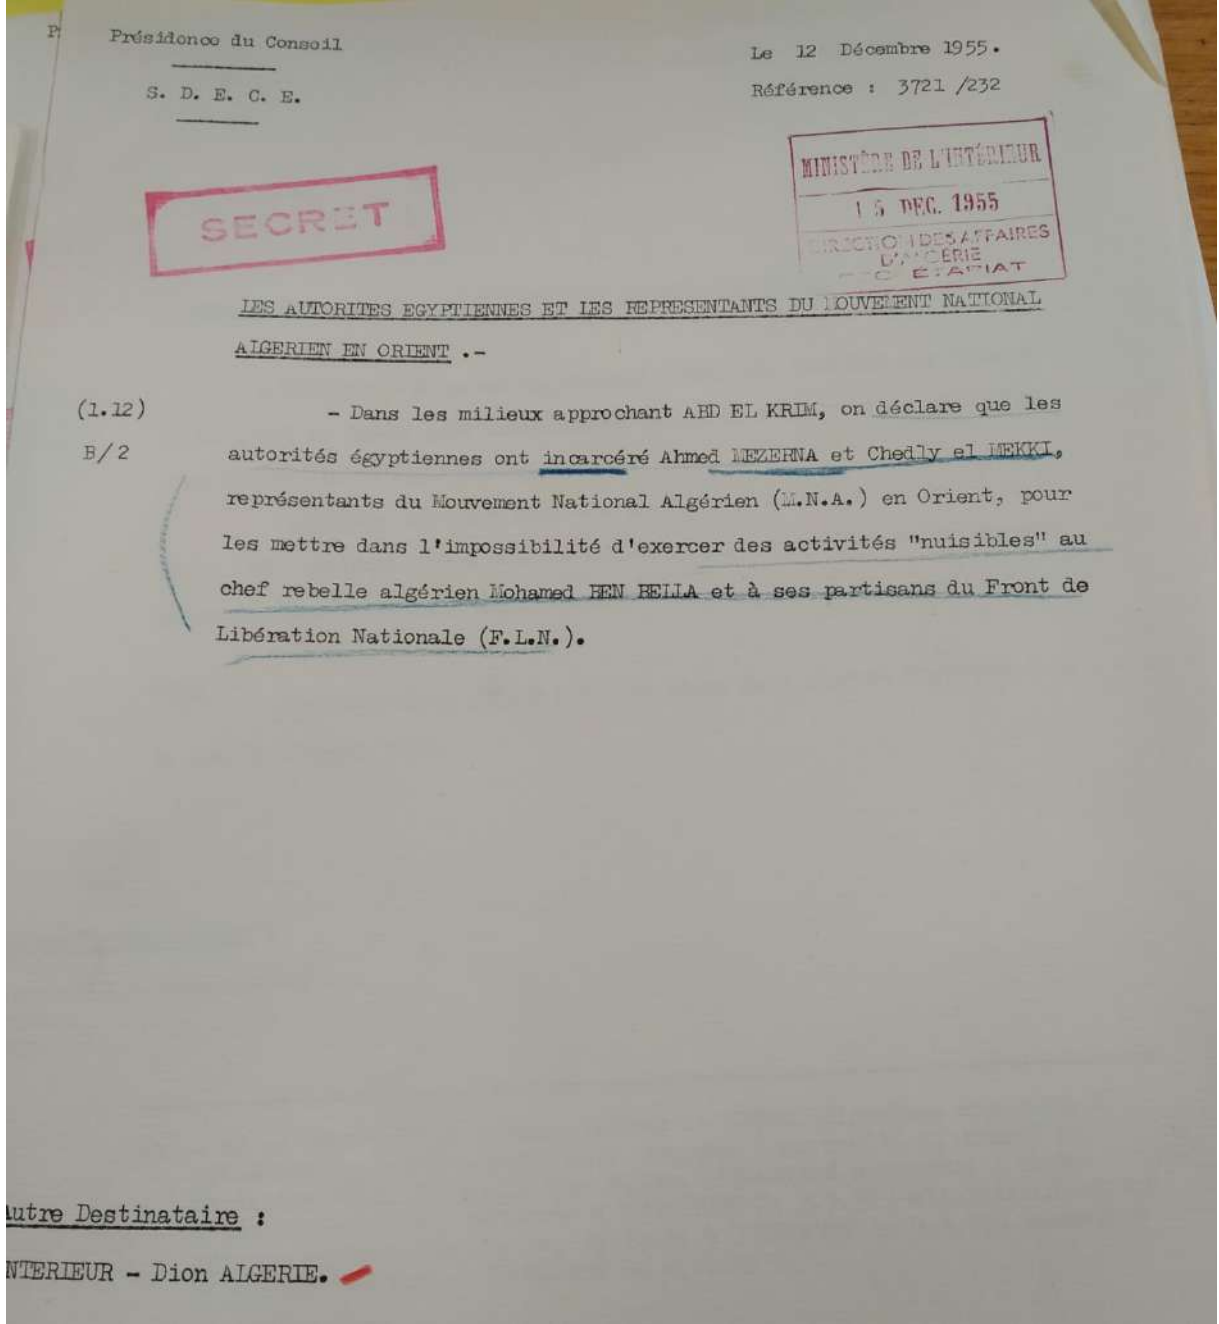 P
Présidence du Conseil
S. D. E. C. E.
Le 12 Décembre 1955.
Référence : 3721 /232
SECRET
MINISTÈRE DE L'INTÉRIEUR
15 DEC. 1955
DIRECTION DES AFFAIRES
D'ALGERIE
LES AUTORITES EGYPTIENNES ET LES REPRESENTANTS DU MOUVEMENT NATIONAL
ALGERIEN EN ORIENT .-
(1.12)
B/2
- Dans les milieux approchant ABD EL KRIM, on déclare que les
autorités égyptiennes ont incarcéré Ahmed MEZERNA et Chedly el MEKKI,
représentants du Mouvement National Algérien (M.N.A.) en Orient, pour
les mettre dans l'impossibilité d'exercer des activités "nuisibles" au
chef rebelle algérien Mohamed BEN BELLA et à ses partisans du Front de
Libération Nationale (F.L.N.).
utre Destinataire :
NTERIEUR - Dion ALGERIE.